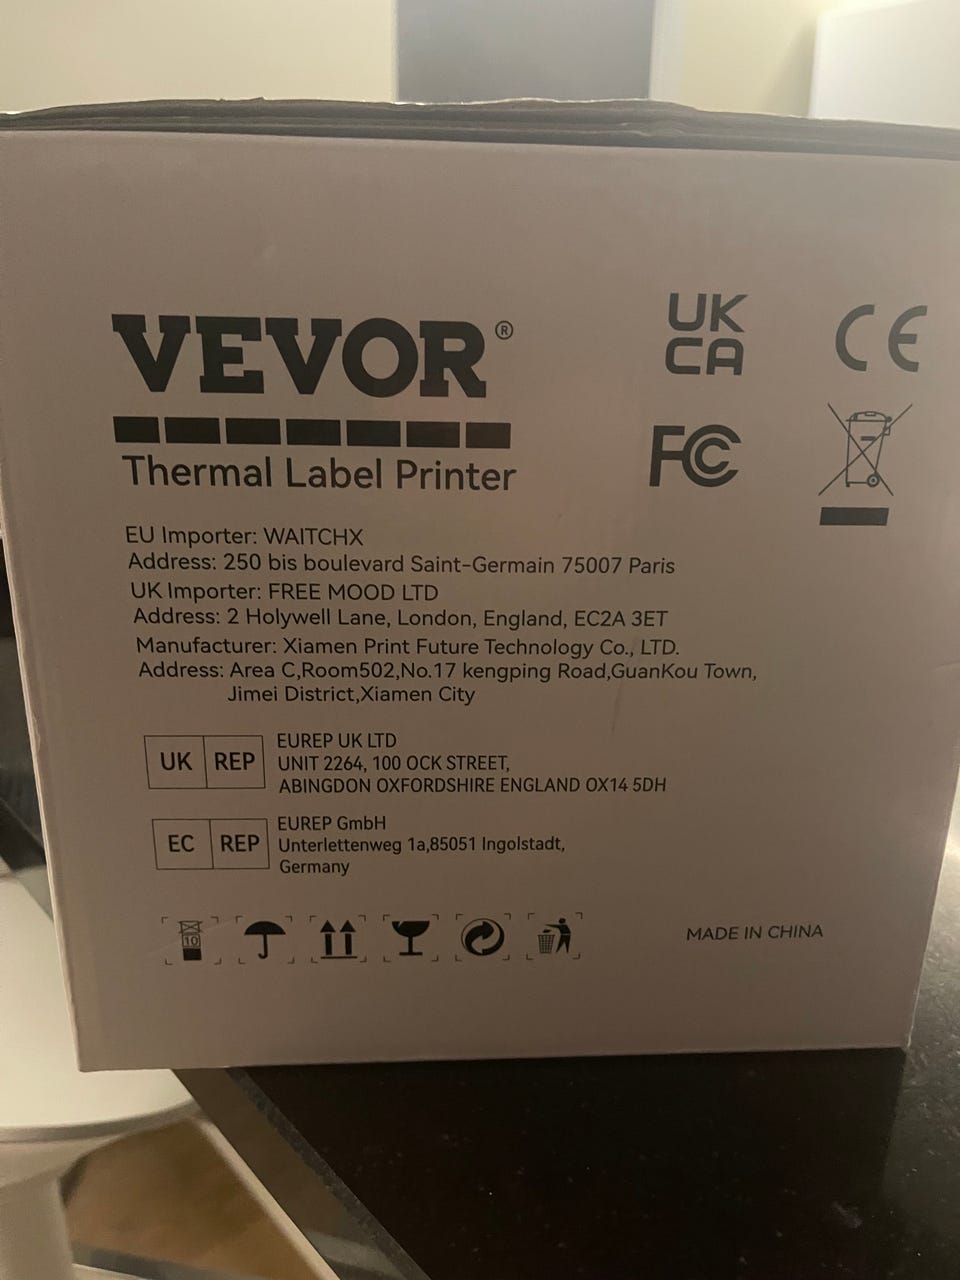 VEVOR®
Thermal Label Printer
UK
CA
CE
FC
EU Importer: WAITCHX
Address: 250 bis boulevard Saint-Germain 75007 Paris
UK Importer: FREE MOOD LTD
Address: 2 Holywell Lane, London, England, EC2A 3ET
Manufacturer: Xiamen Print Future Technology Co., LTD.
Address: Area C,Room502,No.17 kengping Road,GuanKou Town,
Jimei District,Xiamen City
UK REP
EUREP UK LTD
UNIT 2264, 100 OCK STREET,
ABINGDON OXFORDSHIRE ENGLAND OX14 5DH
EC REP
EUREP GmbH
Unterlettenweg 1a,85051 Ingolstadt,
Germany
10
MADE IN CHINA